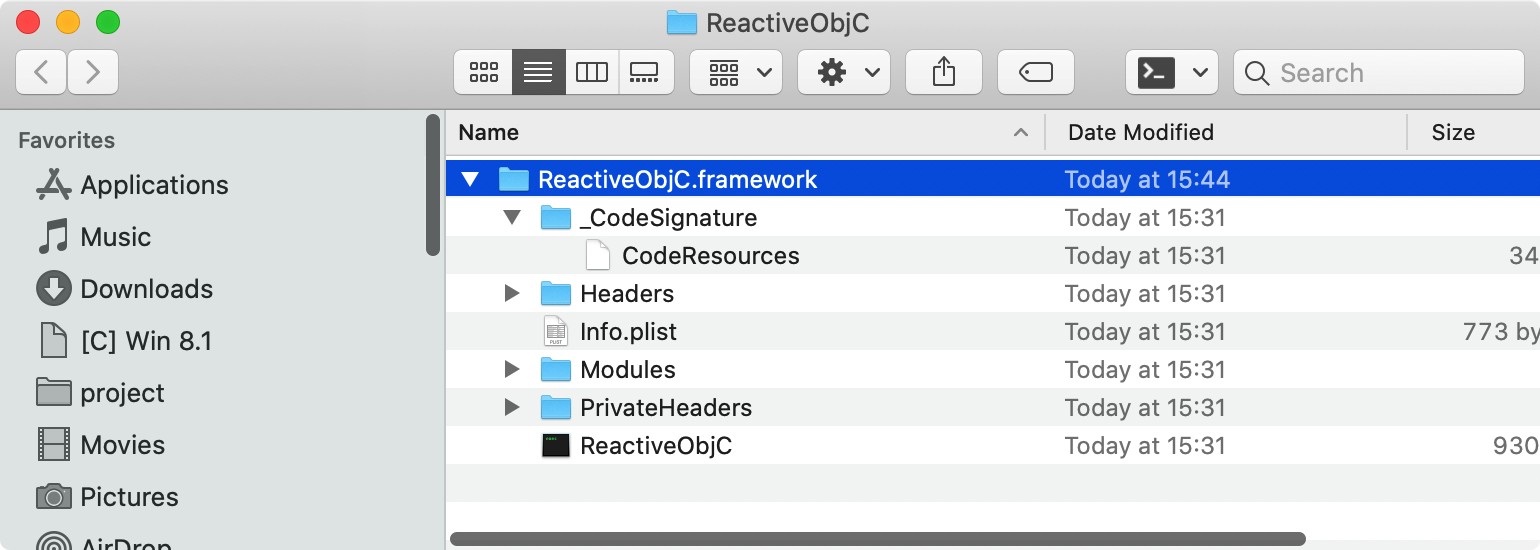 ReactiveObjC
Search
Favorites
Applications
Music
Downloads
[C] Win 8.1
project
Movies
Pictures
AirDrop
Name Date Modified Size
ReactiveObjC.framework Today at 15:44
_CodeSignature Today at 15:31
CodeResources Today at 15:31 34
Headers Today at 15:31
Info.plist Today at 15:31 773 by
Modules Today at 15:31
PrivateHeaders Today at 15:31
ReactiveObjC Today at 15:31 930